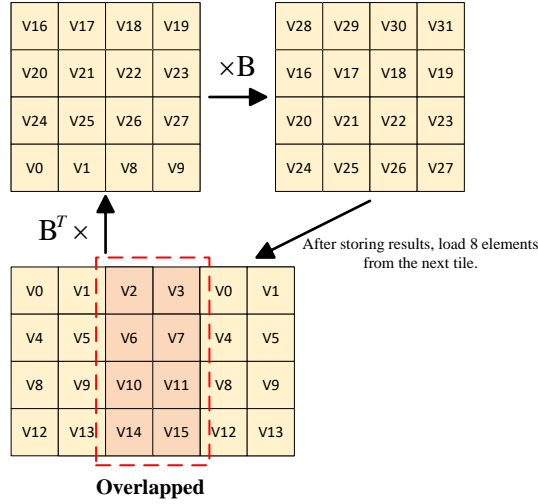 V16 V17 V18 V19 V28 V29 V30 V31
V20 V21 V22 V23 ×B V16 V17 V18 V19
V24 V25 V26 V27 V20 V21 V22 V23
V0 V1 V8 V9 V24 V25 V26 V27
Bᵀ ×
After storing results, load 8 elements
from the next tile.
V0 V1 V2 V3 V0 V1
V4 V5 V6 V7 V4 V5
V8 V9 V10 V11 V8 V9
V12 V13 V14 V15 V12 V13
Overlapped